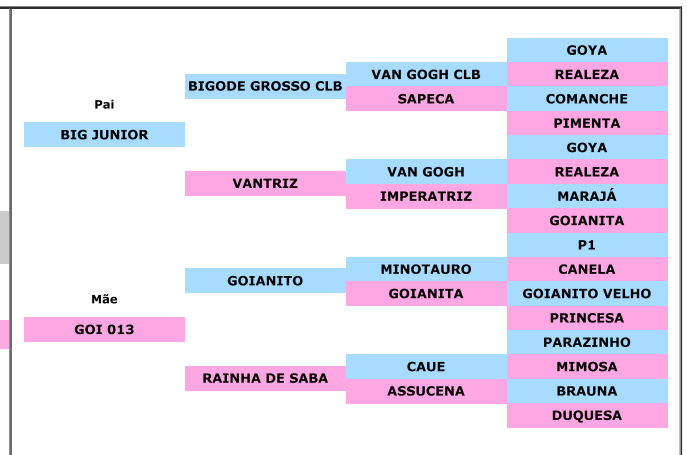 GOYA
VAN GOGH CLB
REALEZA
BIGODE GROSSO CLB
SAPECA
COMANCHE
Pai
PIMENTA
BIG JUNIOR
GOYA
VAN GOGH
REALEZA
VANTRIZ
IMPERATRIZ
MARAJÁ
GOIANITA
P1
MINOTAURO
CANELA
GOIANITO
GOIANITA
GOIANITO VELHO
Mãe
PRINCESA
GOI 013
PARAZINHO
CAUE
MIMOSA
RAINHA DE SABA
ASSUCENA
BRAUNA
DUQUESA